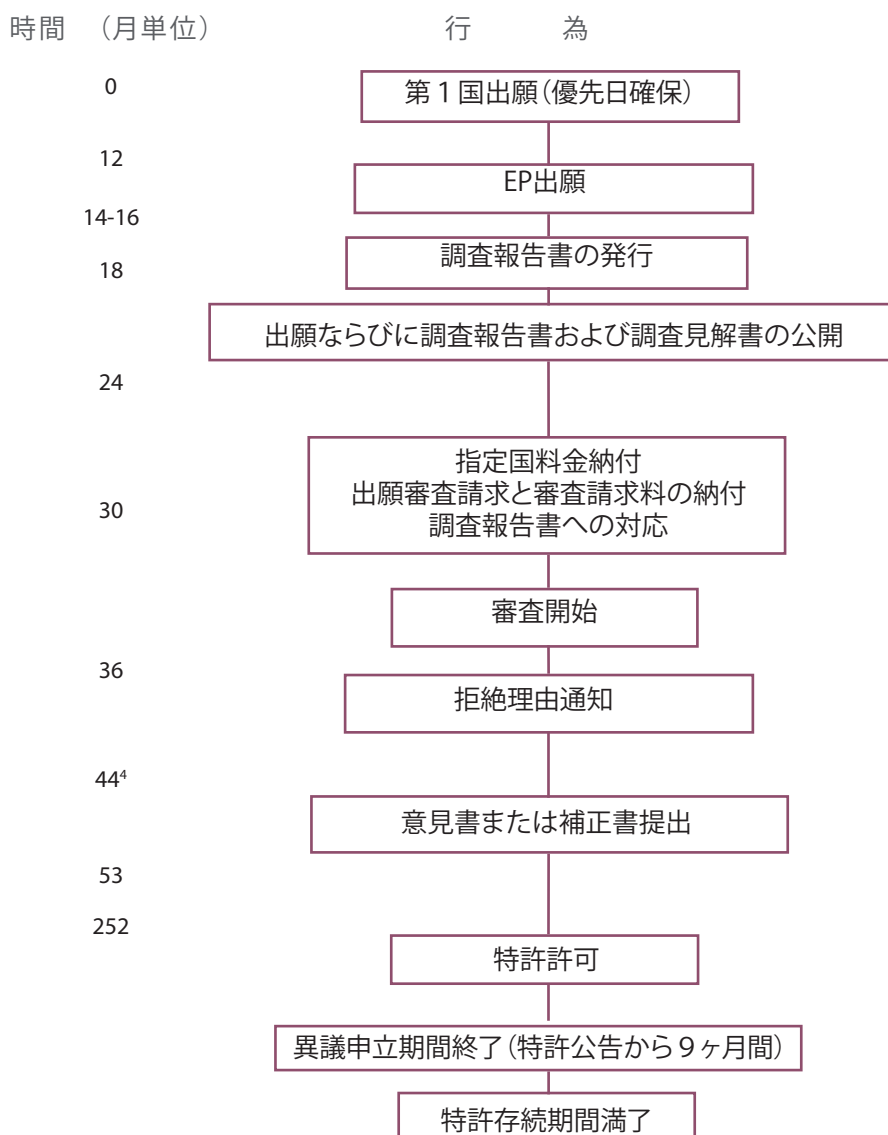 時間 （月単位） 行 為
0
第１国出願（優先日確保）
12
EP出願
14-16
調査報告書の発行
18
出願ならびに調査報告書および調査見解書の公開
24
指定国料金納付
出願審査請求と審査請求料の納付
調査報告書への対応
30
審査開始
36
拒絶理由通知
44⁴
意見書または補正書提出
53
252
特許許可
異議申立期間終了（特許公告から９ヶ月間）
特許存続期間満了